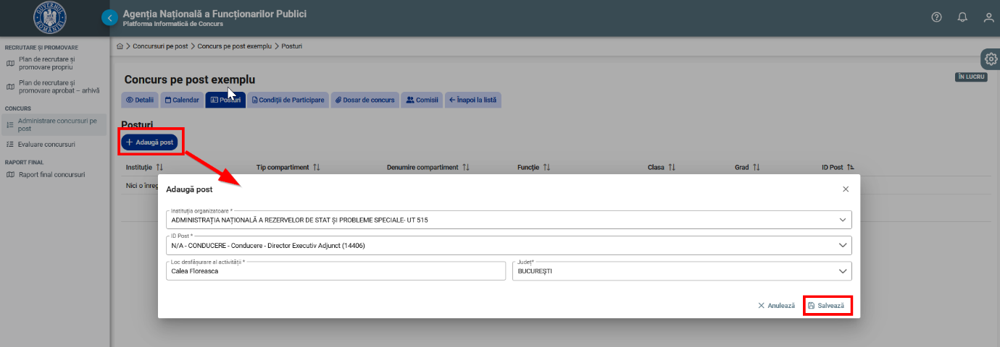 GUVERNUL ROMÂNIEI
Agenția Națională a Funcționarilor Publici
Platforma Informatică de Concurs
RECRUTARE ȘI PROMOVARE
Plan de recrutare și
promovare propriu
Plan de recrutare și
promovare aprobat – arhivă
CONCURS
Administrare concursuri pe
post
Evaluare concursuri
RAPORT FINAL
Raport final concursuri
Concursuri pe post > Concurs pe post exemplu > Posturi
Concurs pe post exemplu
ÎN LUCRU
Detalii Calendar Posturi Condiții de Participare Dosar de concurs Comisii Înapoi la listă
Posturi
+ Adaugă post
Instituție Tip compartiment Denumire compartiment Funcție Clasa Grad ID Post
Nici o înreg
Adaugă post
Instituția organizatoare *
ADMINISTRAȚIA NAȚIONALĂ A REZERVELOR DE STAT ȘI PROBLEME SPECIALE- UT 515
ID Post *
N/A - CONDUCERE - Conducere - Director Executiv Adjunct (14406)
Loc desfășurare al activității * Județ*
Calea Floreasca BUCUREȘTI
Anulează Salvează